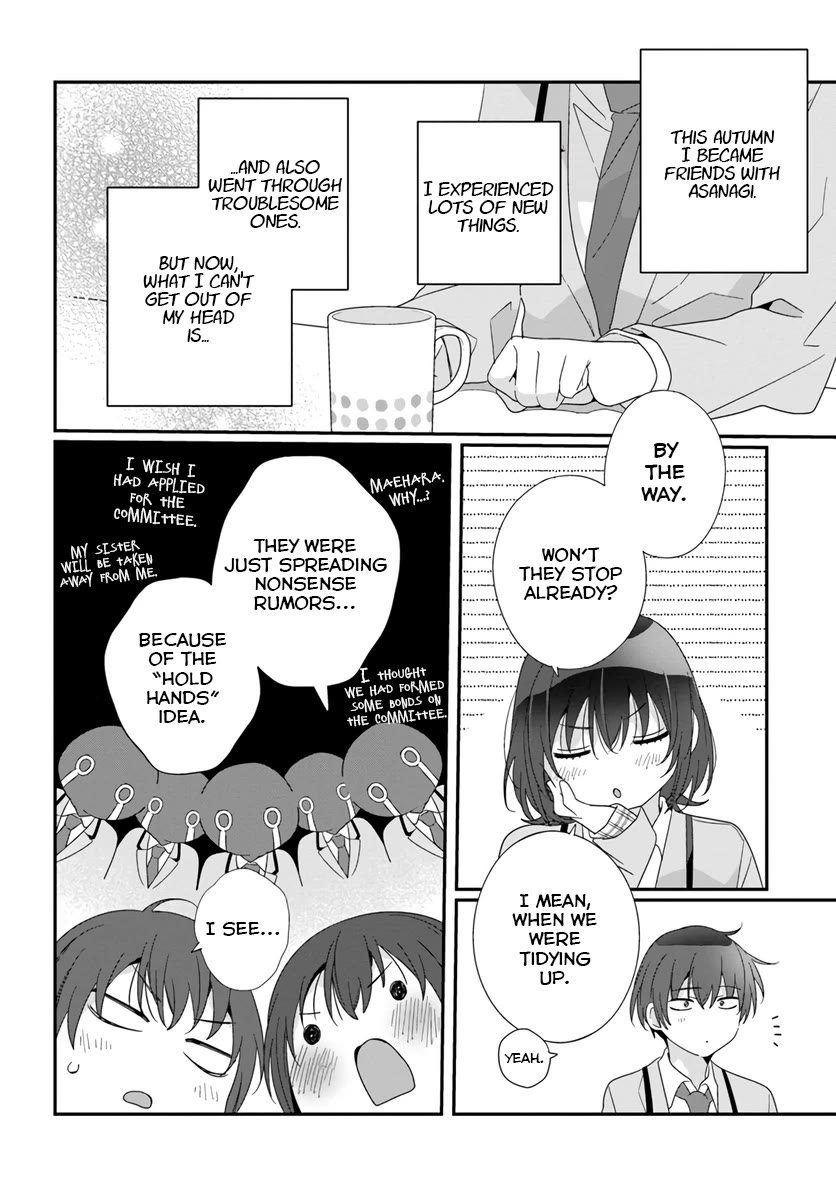 THIS AUTUMN
I BECAME
FRIENDS WITH
ASANAGI.
I EXPERIENCED
LOTS OF NEW
THINGS.
...AND ALSO
WENT THROUGH
TROUBLESOME
ONES.
BUT NOW,
WHAT I CAN'T
GET OUT OF
MY HEAD
IS...
BY
THE
WAY.
WON'T
THEY STOP
ALREADY?
I MEAN,
WHEN WE
WERE
TIDYING
UP.
YEAH.
MAEHARA.
WHY...?
THEY WERE
JUST SPREADING
NONSENSE
RUMORS...
I WISH I
HAD APPLIED
FOR THE
COMMITTEE.
MY SISTER
WILL BE TAKEN
AWAY FROM ME.
BECAUSE
OF THE
"HOLD
HANDS"
IDEA.
I THOUGHT
WE HAD FORMED
SOME BONDS ON
THE COMMITTEE.
I SEE...